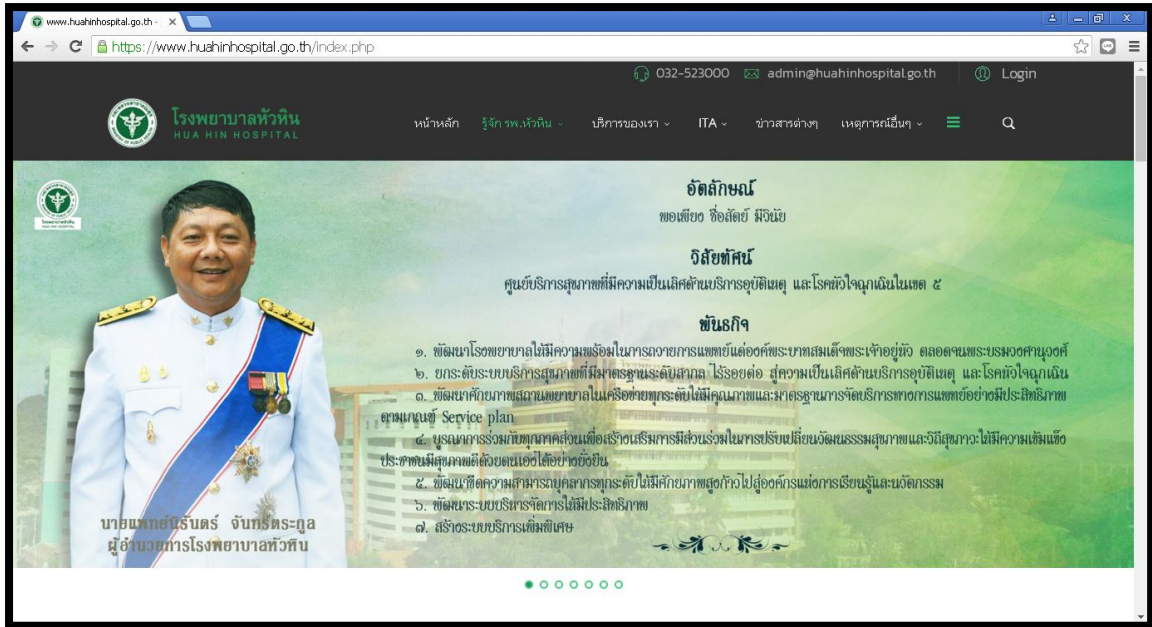 www.huahinhospital.go.th -
https://www.huahinhospital.go.th/index.php
032-523000 admin@huahinhospital.go.th Login
โรงพยาบาลหัวหิน
HUA HIN HOSPITAL
หน้าหลัก รู้จัก รพ.หัวหิน บริการของเรา ITA ข่าวสารต่างๆ เหตุการณ์อื่นๆ
อัตลักษณ์
พอเพียง ซื่อสัตย์ มีวินัย
วิสัยทัศน์
ศูนย์บริการสุขภาพที่มีความเป็นเลิศด้านบริการอุบัติเหตุ และโรคหัวใจฉุกเฉินในเขต ๕
พันธกิจ
๑. พัฒนาโรงพยาบาลให้มีความพร้อมในการถวายการแพทย์แด่องค์พระบาทสมเด็จพระเจ้าอยู่หัว ตลอดจนพระบรมวงศานุวงศ์
๒. ยกระดับระบบบริการสุขภาพที่มีมาตรฐานระดับสากล ไร้รอยต่อ สู่ความเป็นเลิศด้านบริการอุบัติเหตุ และโรคหัวใจฉุกเฉิน
๓. พัฒนาศักยภาพสถานพยาบาลในเครือข่ายทุกระดับให้มีคุณภาพและมาตรฐานการจัดบริการทางการแพทย์อย่างมีประสิทธิภาพ
ตามเกณฑ์ Service plan
๔. บูรณาการร่วมกับทุกภาคส่วนเพื่อสร้างเสริมการมีส่วนร่วมในการปรับเปลี่ยนวัฒนธรรมสุขภาพและวิถีสุขภาวะให้มีความเข้มแข็ง
ประชาชนมีสุขภาพดีด้วยตนเองได้อย่างยั่งยืน
๕. พัฒนาขีดความสามารถบุคลากรทุกระดับให้มีศักยภาพสูงก้าวไปสู่องค์กรแห่งการเรียนรู้และนวัตกรรม
๖. พัฒนาระบบบริหารจัดการให้มีประสิทธิภาพ
๗. สร้างระบบบริการเพิ่มพิเศษ
นายแพทย์นิรันดร์ จันทร์ตระกูล
ผู้อำนวยการโรงพยาบาลหัวหิน